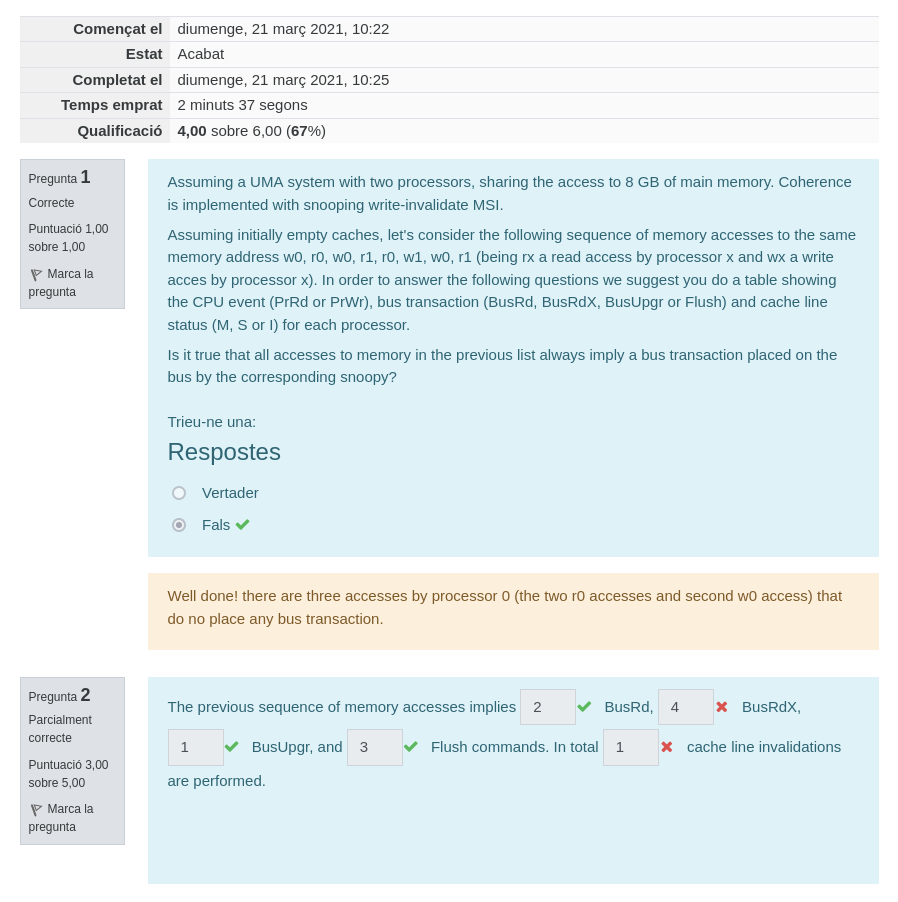 Començat el diumenge, 21 març 2021, 10:22
Estat Acabat
Completat el diumenge, 21 març 2021, 10:25
Temps emprat 2 minuts 37 segons
Qualificació 4,00 sobre 6,00 (67%)
Pregunta 1
Correcte
Puntuació 1,00
sobre 1,00
Marca la
pregunta
Assuming a UMA system with two processors, sharing the access to 8 GB of main memory. Coherence
is implemented with snooping write-invalidate MSI.
Assuming initially empty caches, let's consider the following sequence of memory accesses to the same
memory address w0, r0, w0, r1, r0, w1, w0, r1 (being rx a read access by processor x and wx a write
acces by processor x). In order to answer the following questions we suggest you do a table showing
the CPU event (PrRd or PrWr), bus transaction (BusRd, BusRdX, BusUpgr or Flush) and cache line
status (M, S or I) for each processor.
Is it true that all accesses to memory in the previous list always imply a bus transaction placed on the
bus by the corresponding snoopy?
Trieu-ne una:
Respostes
Vertader
Fals
Well done! there are three accesses by processor 0 (the two r0 accesses and second w0 access) that
do no place any bus transaction.
Pregunta 2
Parcialment
correcte
Puntuació 3,00
sobre 5,00
Marca la
pregunta
The previous sequence of memory accesses implies 2 BusRd, 4 BusRdX,
1 BusUpgr, and 3 Flush commands. In total 1 cache line invalidations
are performed.